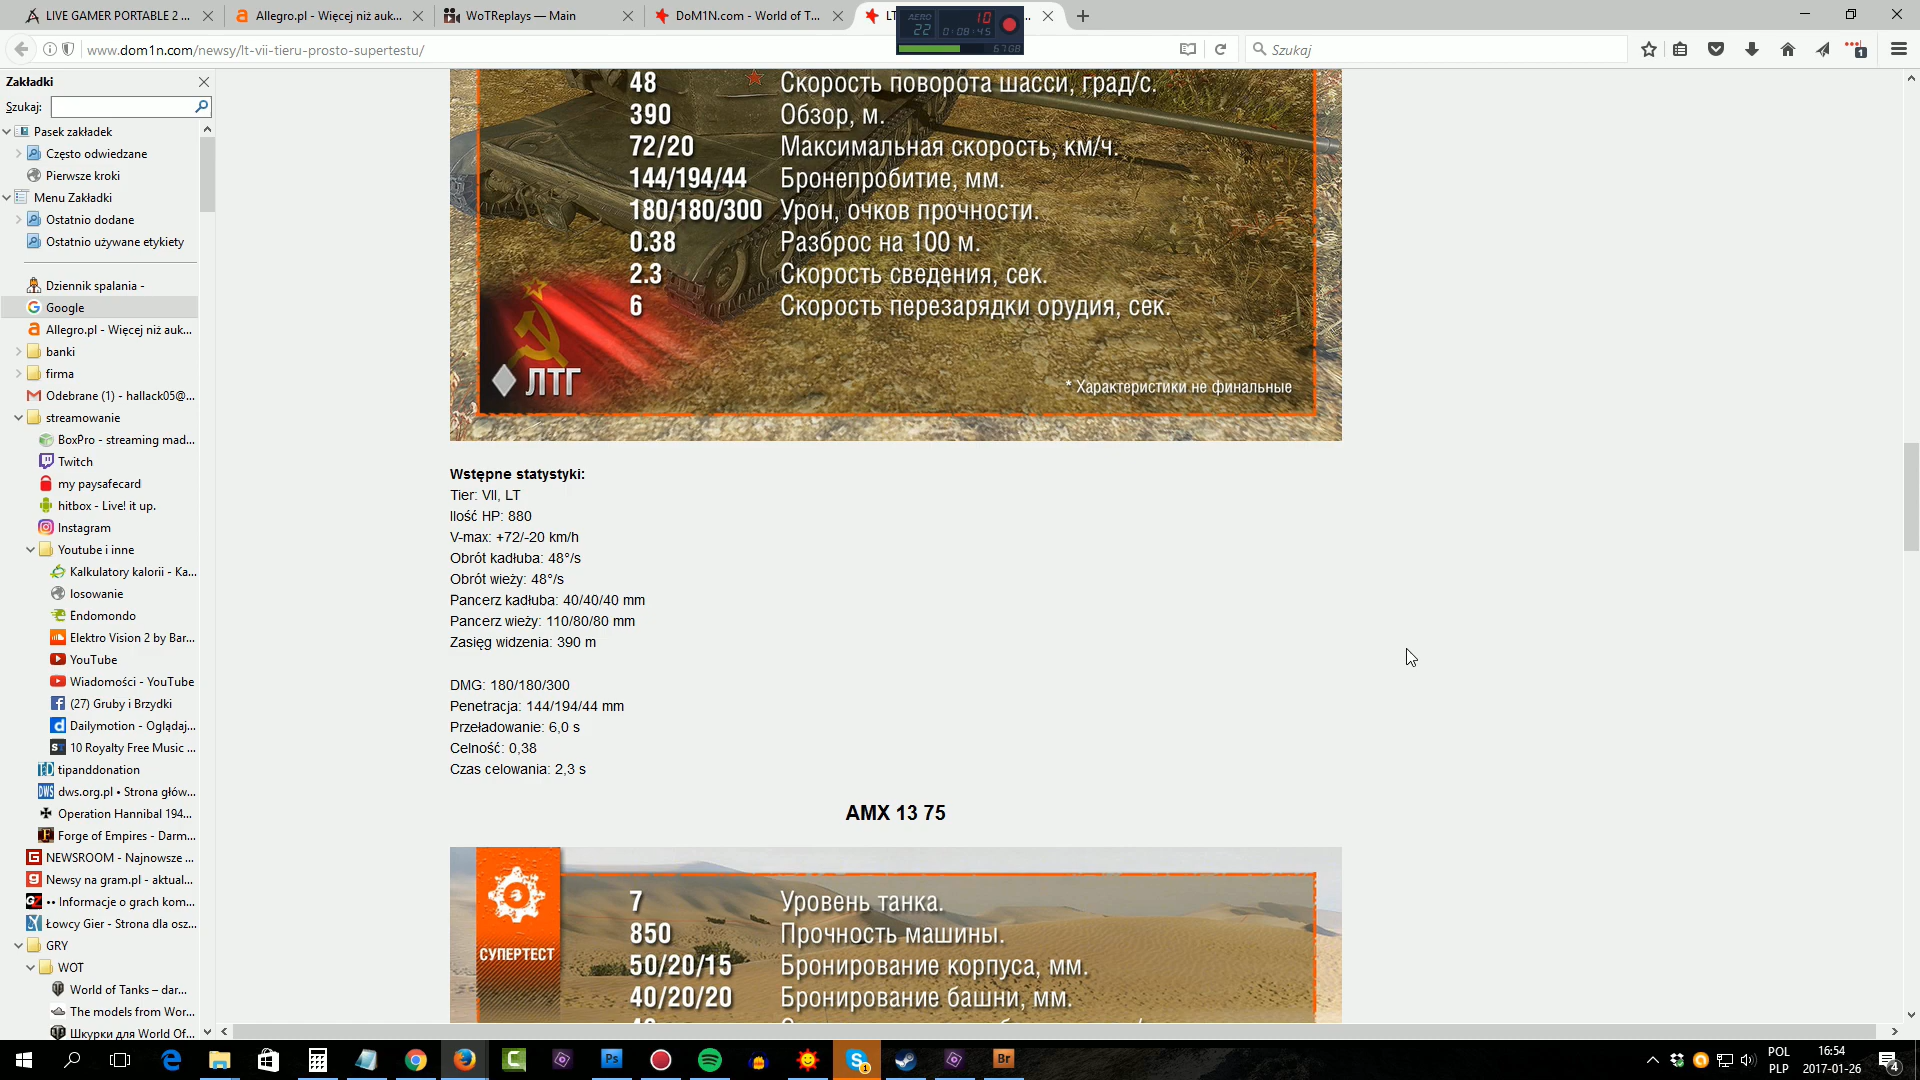 LIVE GAMER PORTABLE 2 ...
Allegro.pl - Więcej niż auk...
WoTReplays — Main
DoM1N.com - World of T...
LT
AERO
22
10
0:08:45
67GB
www.dom1n.com/newsy/lt-vii-tieru-prosto-supertestu/
Szukaj
Zakładki
Szukaj:
Pasek zakładek
Często odwiedzane
Pierwsze kroki
Menu Zakładki
Ostatnio dodane
Ostatnio używane etykiety
Dziennik spalania -
Google
Allegro.pl - Więcej niż auk...
banki
firma
Odebrane (1) - hallack05@...
streamowanie
BoxPro - streaming mad...
Twitch
my paysafecard
hitbox - Live! it up.
Instagram
Youtube i inne
Kalkulatory kalorii - Ka...
losowanie
Endomondo
Elektro Vision 2 by Bar...
YouTube
Wiadomości - YouTube
(27) Gruby i Brzydki
Dailymotion - Oglądaj...
10 Royalty Free Music ...
tipanddonation
dws.org.pl • Strona głów...
Operation Hannibal 194...
Forge of Empires - Darm...
NEWSROOM - Najnowsze ...
Newsy na gram.pl - aktual...
•• Informacje o grach kom...
Łowcy Gier - Strona dla osz...
GRY
WOT
World of Tanks – dar...
The models from Wor...
Шкурки для World Of...
48 Скорость поворота шасси, град/с.
390 Обзор, м.
72/20 Максимальная скорость, км/ч.
144/194/44 Бронепробитие, мм.
180/180/300 Урон, очков прочности.
0.38 Разброс на 100 м.
2.3 Скорость сведения, сек.
6 Скорость перезарядки орудия, сек.
ЛТГ
* Характеристики не финальные
Wstępne statystyki:
Tier: VII, LT
Ilość HP: 880
V-max: +72/-20 km/h
Obrót kadłuba: 48°/s
Obrót wieży: 48°/s
Pancerz kadłuba: 40/40/40 mm
Pancerz wieży: 110/80/80 mm
Zasięg widzenia: 390 m
DMG: 180/180/300
Penetracja: 144/194/44 mm
Przeładowanie: 6,0 s
Celność: 0,38
Czas celowania: 2,3 s
AMX 13 75
СУПЕРТЕСТ
7 Уровень танка.
850 Прочность машины.
50/20/15 Бронирование корпуса, мм.
40/20/20 Бронирование башни, мм.
POL
PLP
16:54
2017-01-26
4